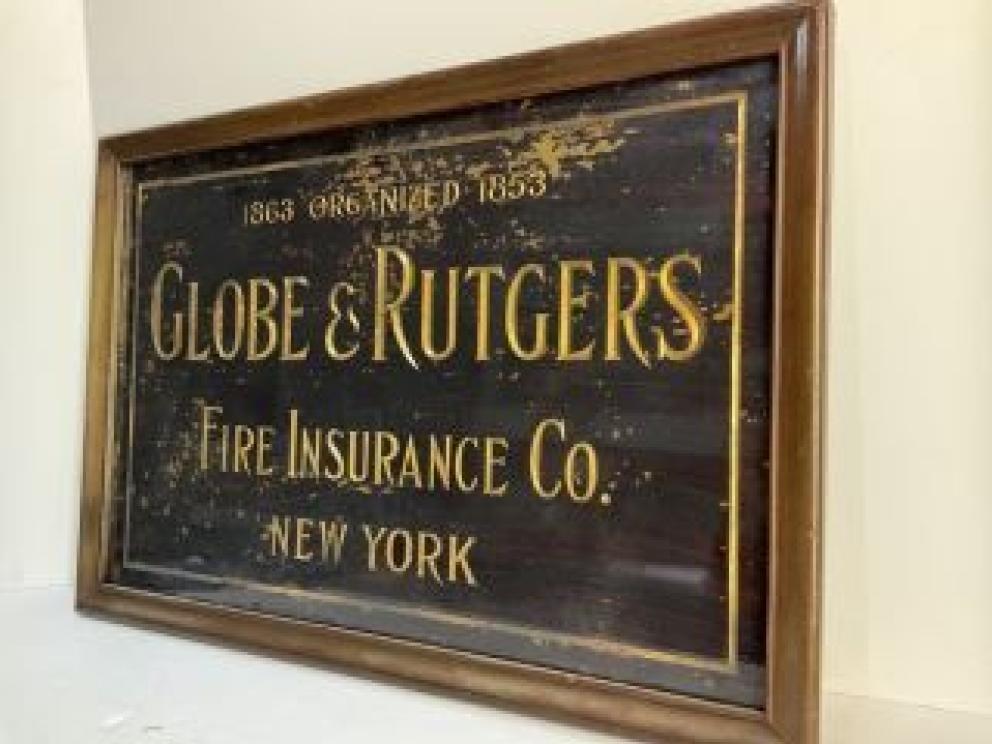 1863 ORGANIZED 1853
GLOBE & RUTGERS
FIRE INSURANCE CO.
NEW YORK